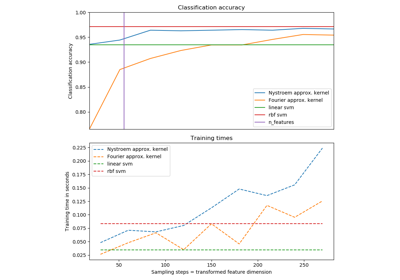 Classification accuracy
1.00
0.95
0.90
0.85
0.80
Classification accuracy
Nystroem approx. kernel
Fourier approx. kernel
linear svm
rbf svm
n_features
Training times
0.225
0.200
0.175
0.150
0.125
0.100
0.075
0.050
0.025
Training time in seconds
Nystroem approx. kernel
Fourier approx. kernel
linear svm
rbf svm
50
100
150
200
250
Sampling steps = transformed feature dimension